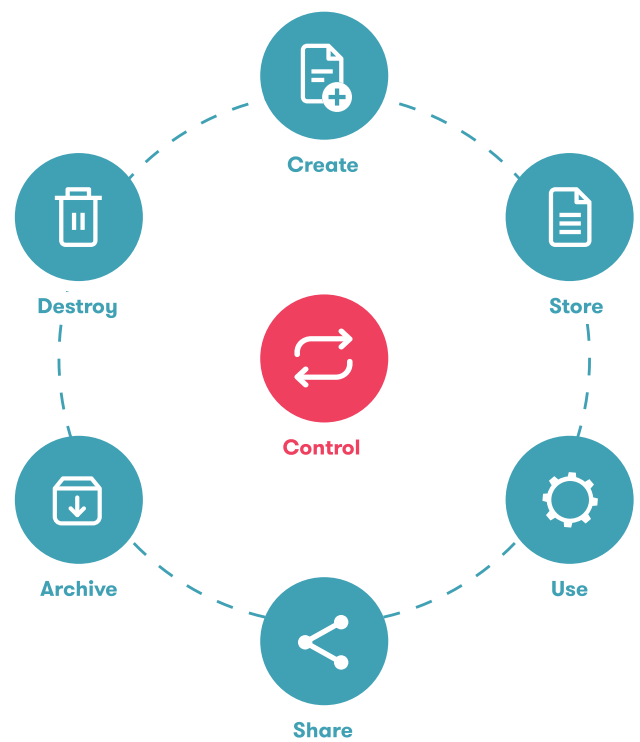 Create
Destroy
Store
Control
Archive
Use
Share